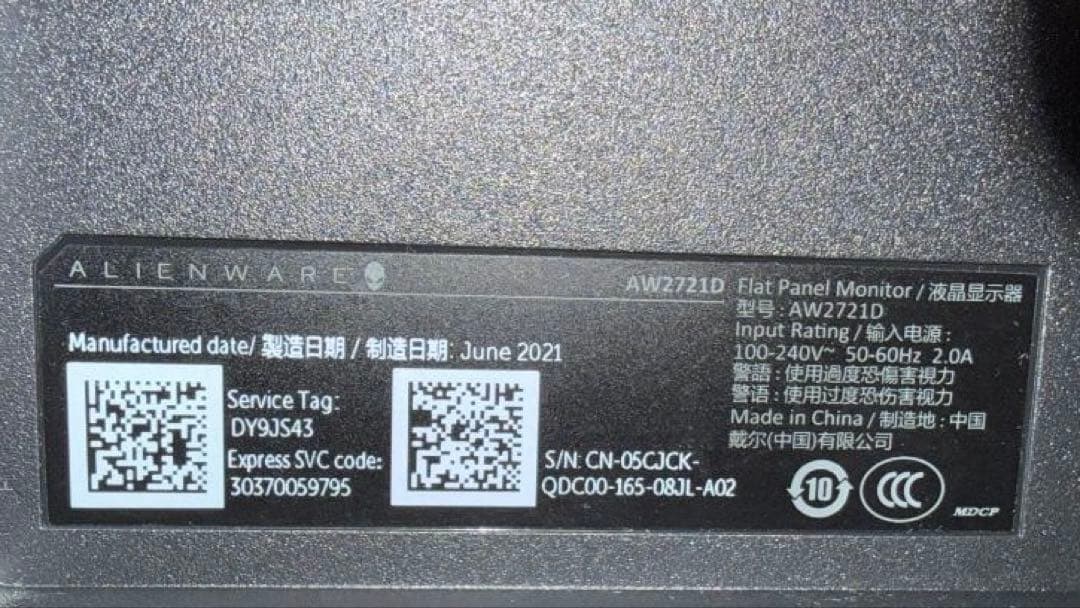 ALIENWARE
AW2721D
Manufactured date/ 製造日期 / 制造日期: June 2021
Service Tag:
DY9JS43
Express SVC code:
30370059795
S/N: CN-05CJCK-
QDC00-165-08JL-A02
Flat Panel Monitor / 液晶显示器
型号 : AW2721D
Input Rating / 输入电源 :
100-240V~ 50-60Hz 2.0A
警語 : 使用過度恐傷害視力
警语 : 使用过度恐伤害视力
Made in China / 制造地 : 中国
戴尔(中国)有限公司
10
CCC
MDCP